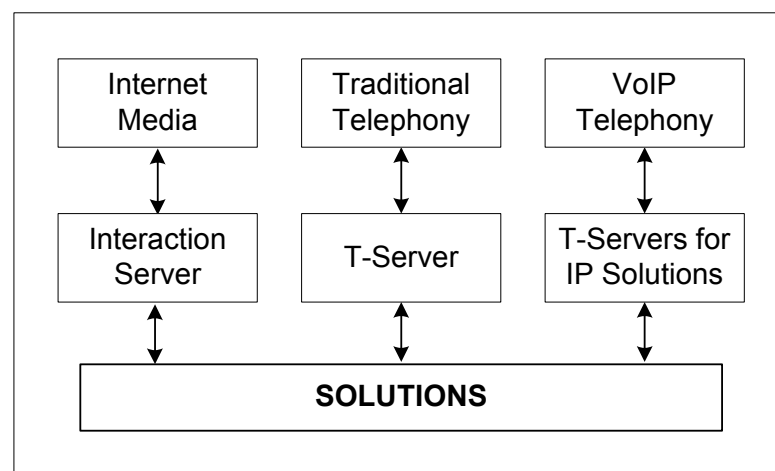 Internet
Media
Traditional
Telephony
VoIP
Telephony
Interaction
Server
T-Server
T-Servers for
IP Solutions
SOLUTIONS